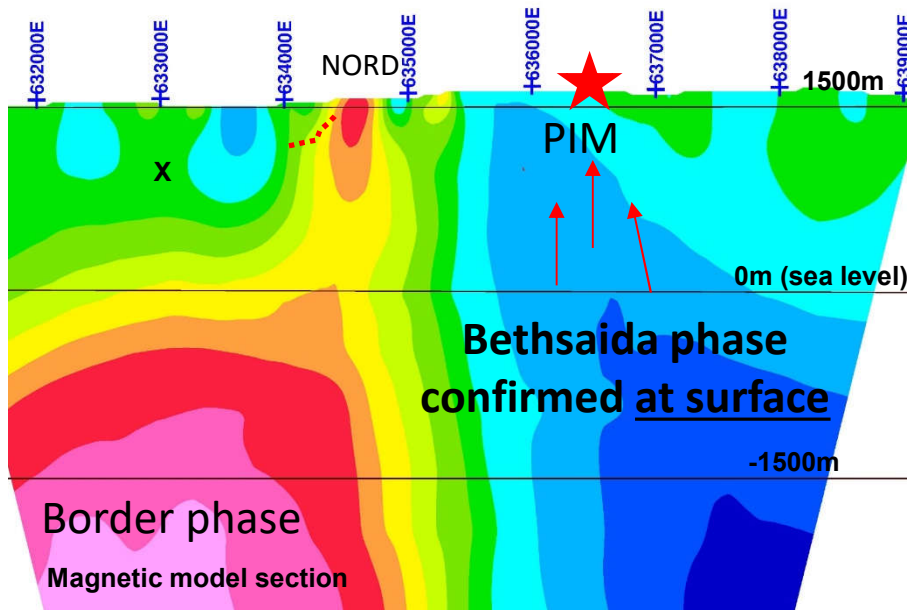 632000E
633000E
634000E
635000E
636000E
637000E
638000E
639000E
NORD
1500m
PIM
X
0m (sea level)
Bethsaida phase
confirmed at surface
-1500m
Border phase
Magnetic model section